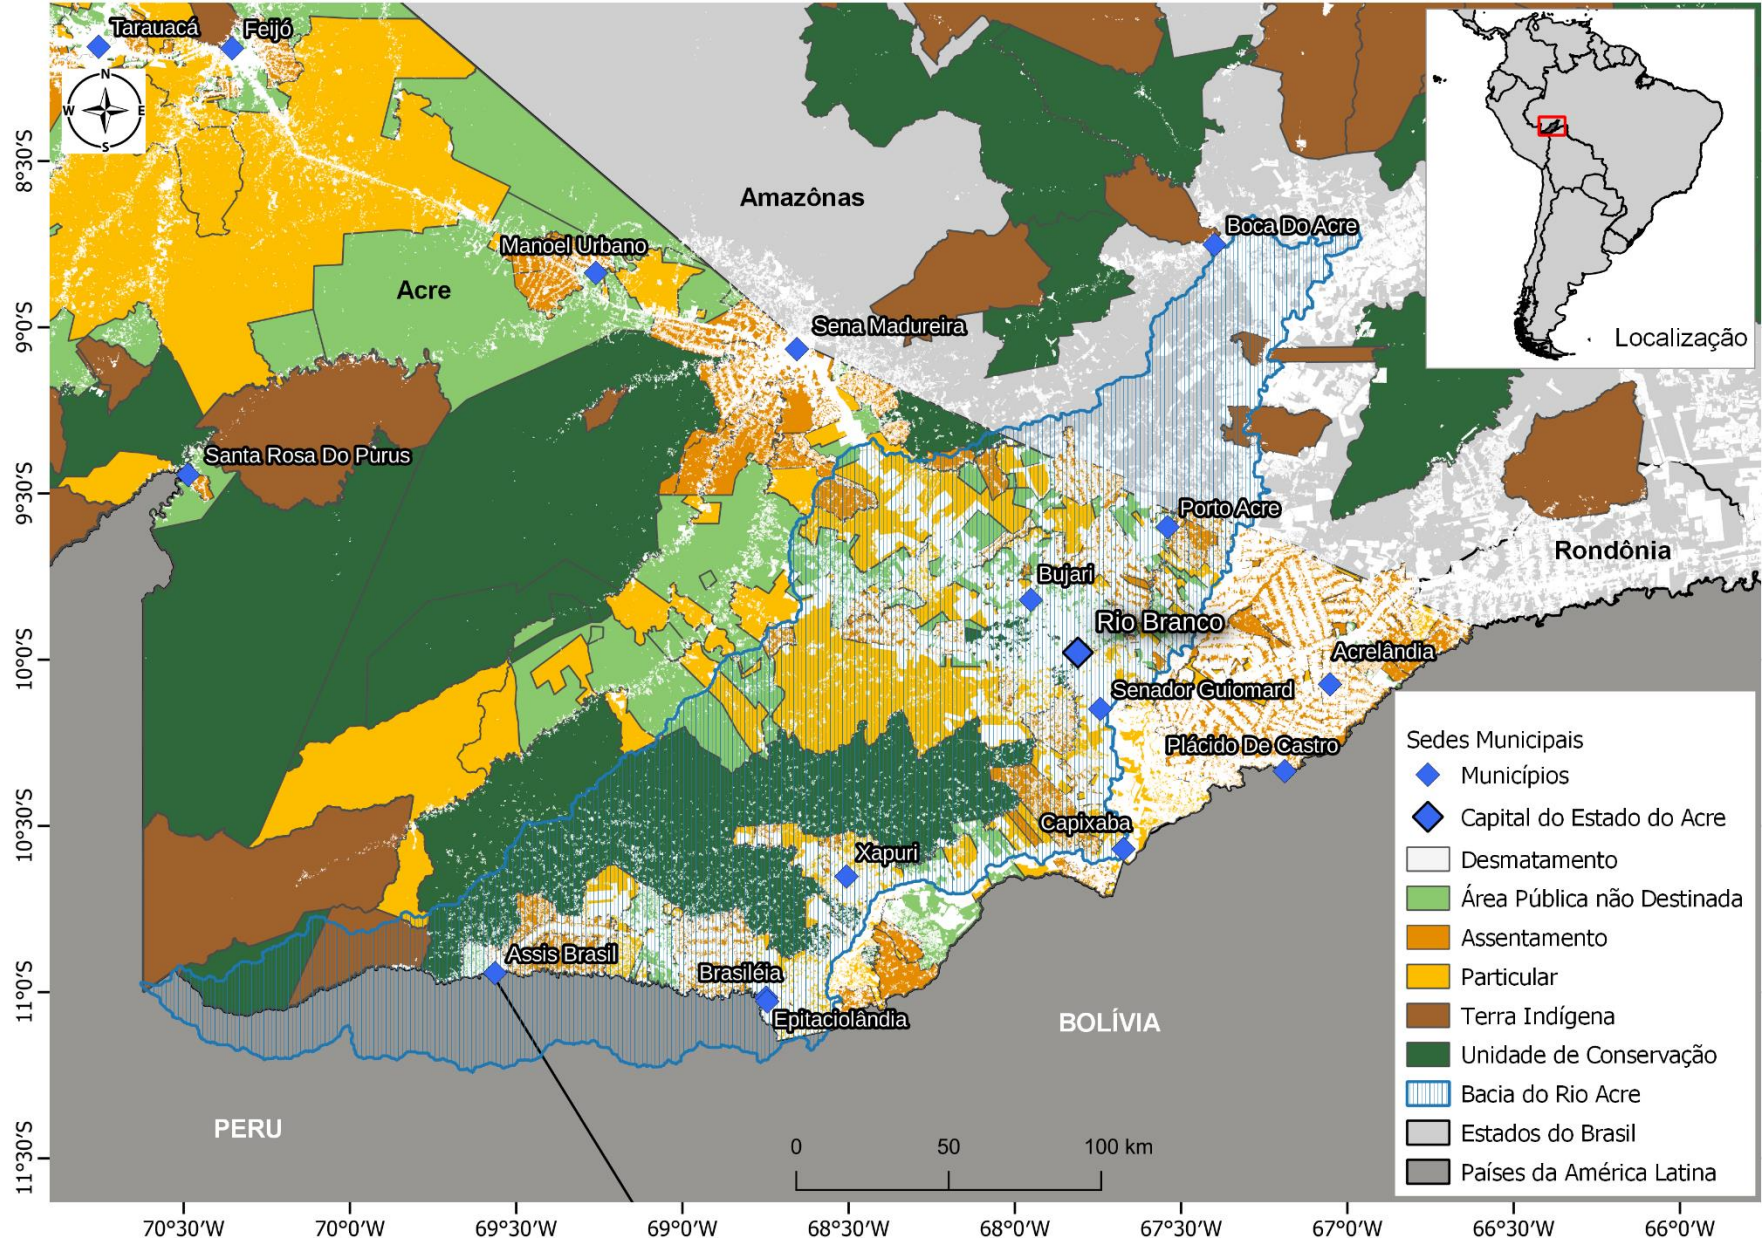 Tarauacá
Feijó
N
W
E
S
Amazônas
Boca Do Acre
Manoel Urbano
Acre
Sena Madureira
Localização
Santa Rosa Do Purus
Porto Acre
Rondônia
Bujari
Rio Branco
Acrelândia
Senador Guiomard
Plácido De Castro
Capixaba
Xapuri
Assis Brasil
Brasiléia
Epitaciolândia
BOLÍVIA
PERU
0 50 100 km
Sedes Municipais
Municípios
Capital do Estado do Acre
Desmatamento
Área Pública não Destinada
Assentamento
Particular
Terra Indígena
Unidade de Conservação
Bacia do Rio Acre
Estados do Brasil
Países da América Latina
8°30'S
9°0'S
9°30'S
10°0'S
10°30'S
11°0'S
11°30'S
70°30'W 70°0'W 69°30'W 69°0'W 68°30'W 68°0'W 67°30'W 67°0'W 66°30'W 66°0'W